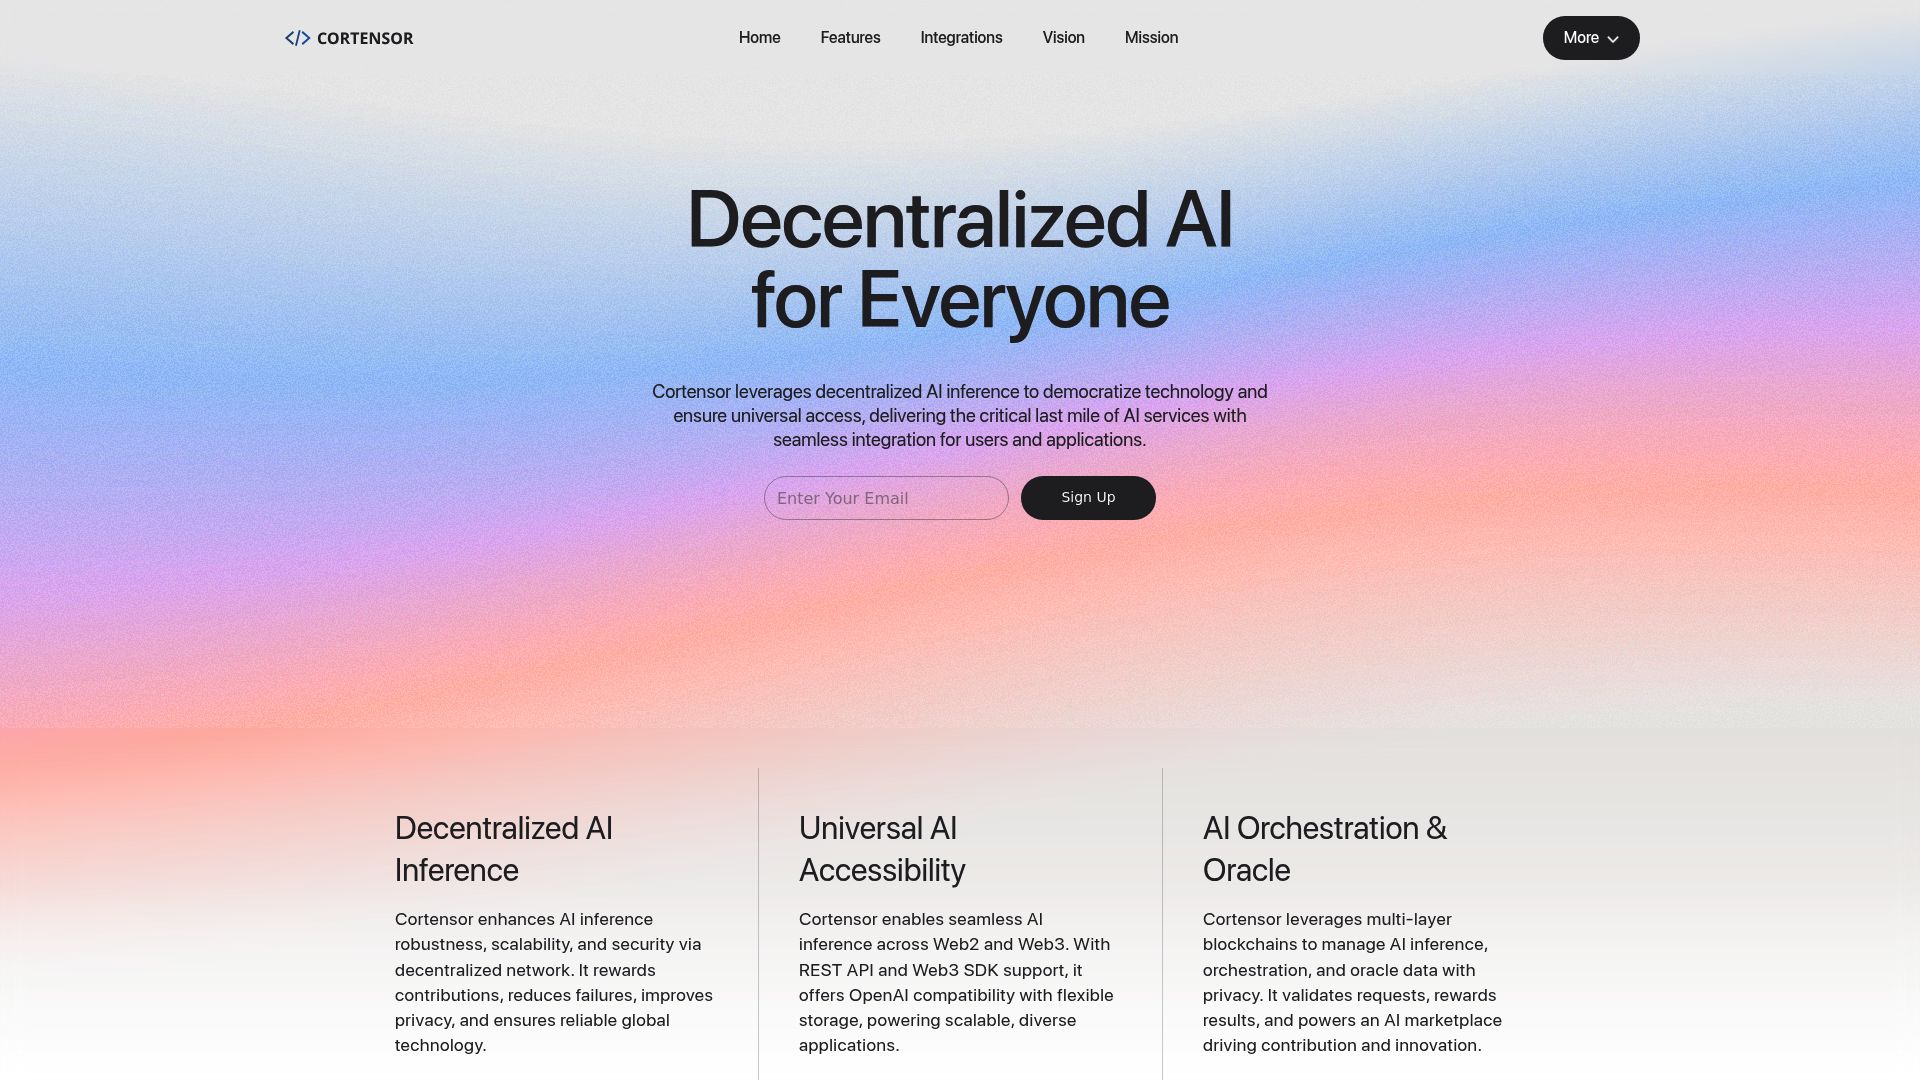 </> CORTENSOR
Home
Features
Integrations
Vision
Mission
More
Decentralized AI
for Everyone
Cortensor leverages decentralized AI inference to democratize technology and
ensure universal access, delivering the critical last mile of AI services with
seamless integration for users and applications.
Enter Your Email
Sign Up
Decentralized AI
Inference
Cortensor enhances AI inference
robustness, scalability, and security via
decentralized network. It rewards
contributions, reduces failures, improves
privacy, and ensures reliable global
technology.
Universal AI
Accessibility
Cortensor enables seamless AI
inference across Web2 and Web3. With
REST API and Web3 SDK support, it
offers OpenAI compatibility with flexible
storage, powering scalable, diverse
applications.
AI Orchestration &
Oracle
Cortensor leverages multi-layer
blockchains to manage AI inference,
orchestration, and oracle data with
privacy. It validates requests, rewards
results, and powers an AI marketplace
driving contribution and innovation.